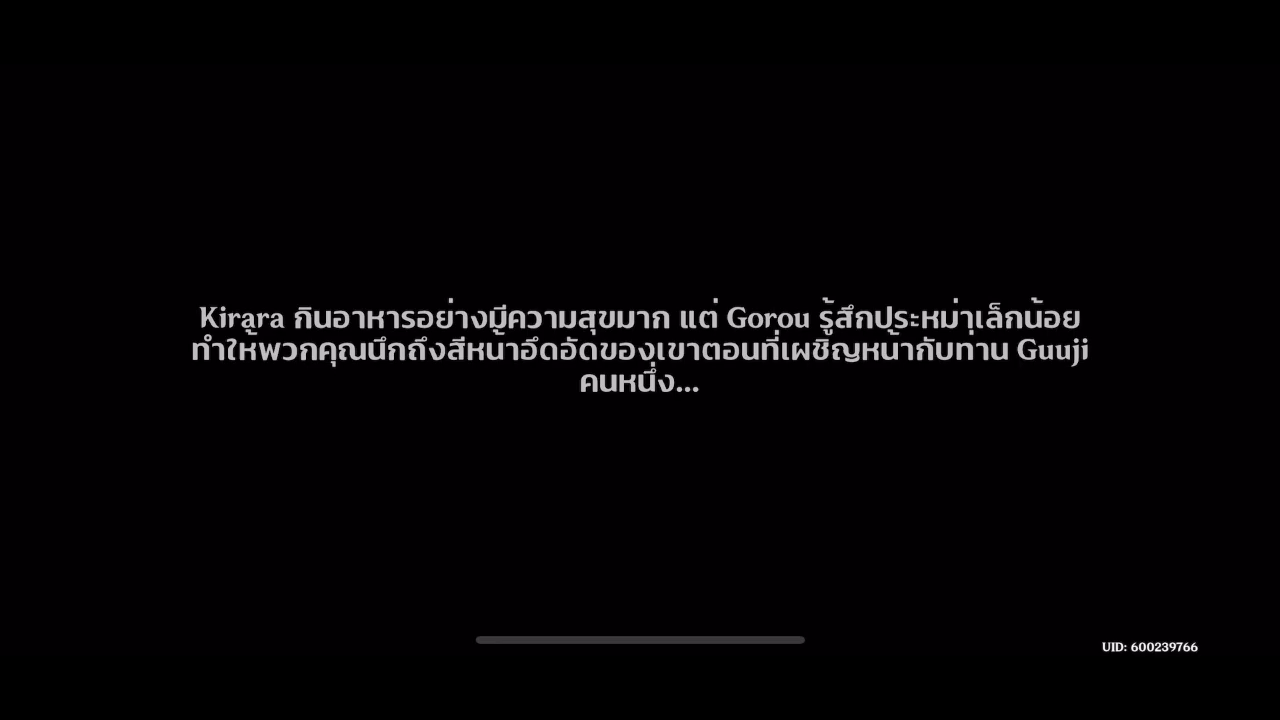 Kirara กินอาหารอย่างมีความสุขมาก แต่ Gorou รู้สึกประหม่าเล็กน้อย
ทำให้พวกคุณนึกถึงสีหน้าอึดอัดของเขาตอนที่เผชิญหน้ากับท่าน Guuji
คนหนึ่ง...
UID: 600239766